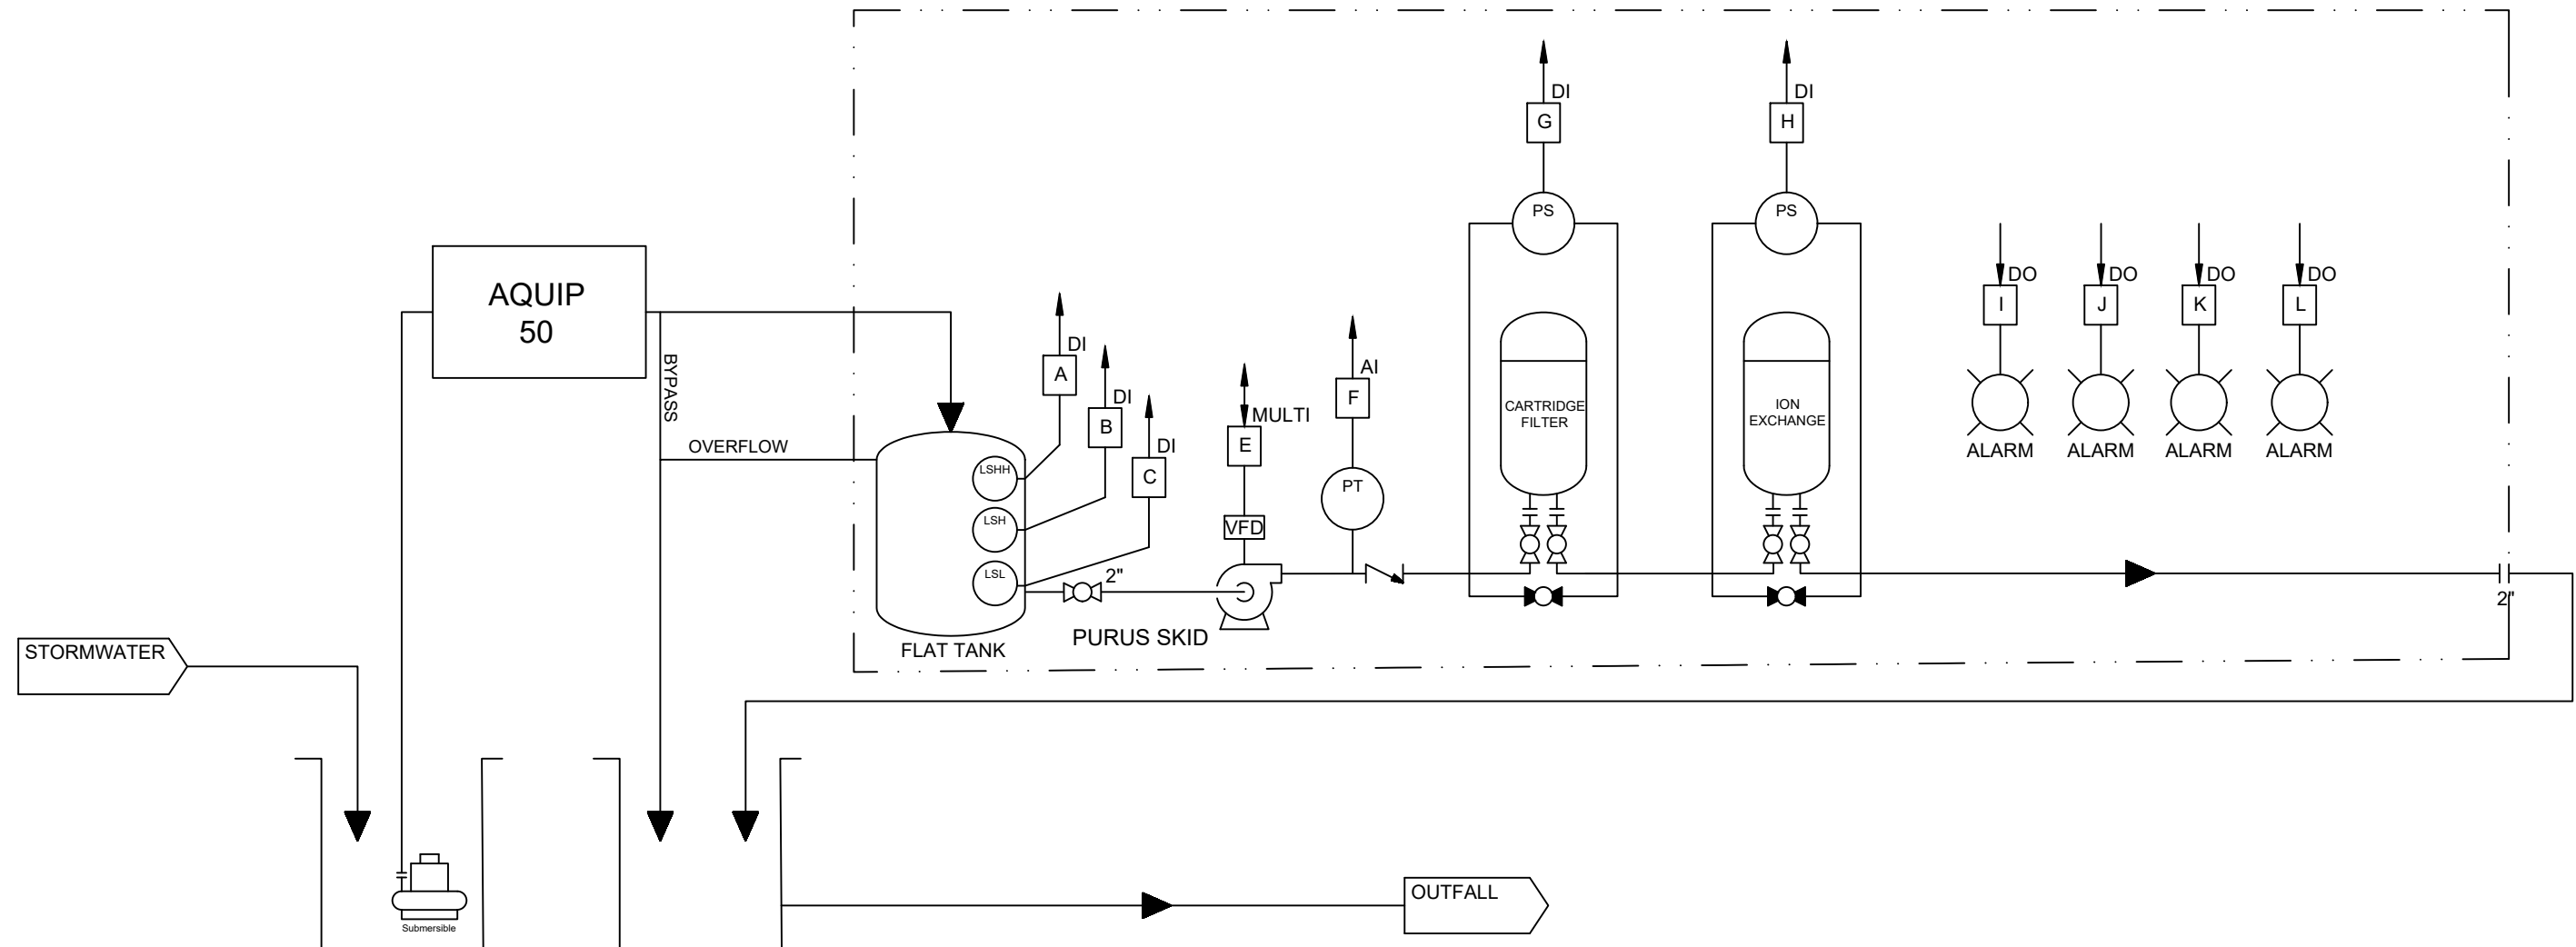 DI
G
PS
DI
H
PS
AQUIP
50
BYPASS
OVERFLOW
DI
A
DI
B
DI
C
LSHH
LSH
LSL
2"
FLAT TANK
PURUS SKID
MULTI
E
VFD
AI
F
PT
CARTRIDGE
FILTER
ION
EXCHANGE
DO
I
ALARM
DO
J
ALARM
DO
K
ALARM
DO
L
ALARM
2"
STORMWATER
Submersible
OUTFALL